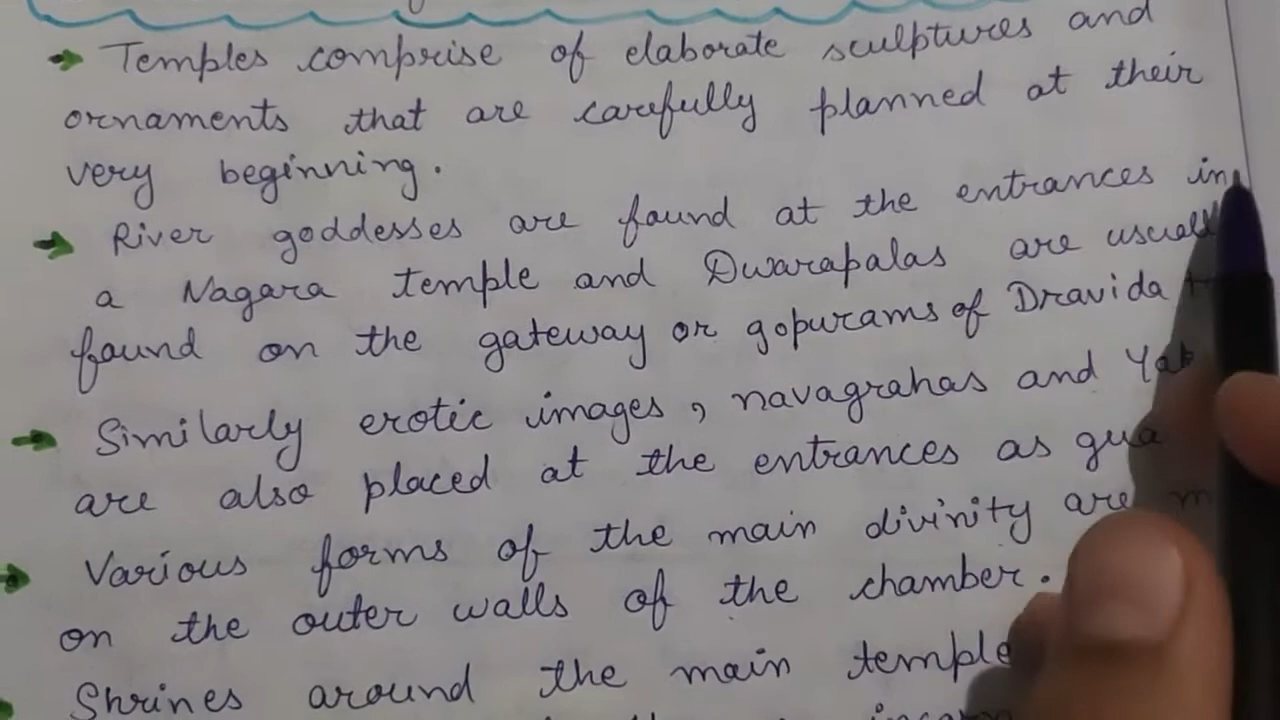 → Temples comprise of elaborate sculptures and
ornaments that are carefully planned at their
very beginning.
→ River goddesses are found at the entrances in
a Nagara temple and Dwarapalas are
found on the gateway or gopurams of Dravida
→ Similarly erotic images, navagrahas and
are also placed at the entrances as
→ Various forms of the main divinity are
on the outer walls of the chamber.
Shrines around the main temple